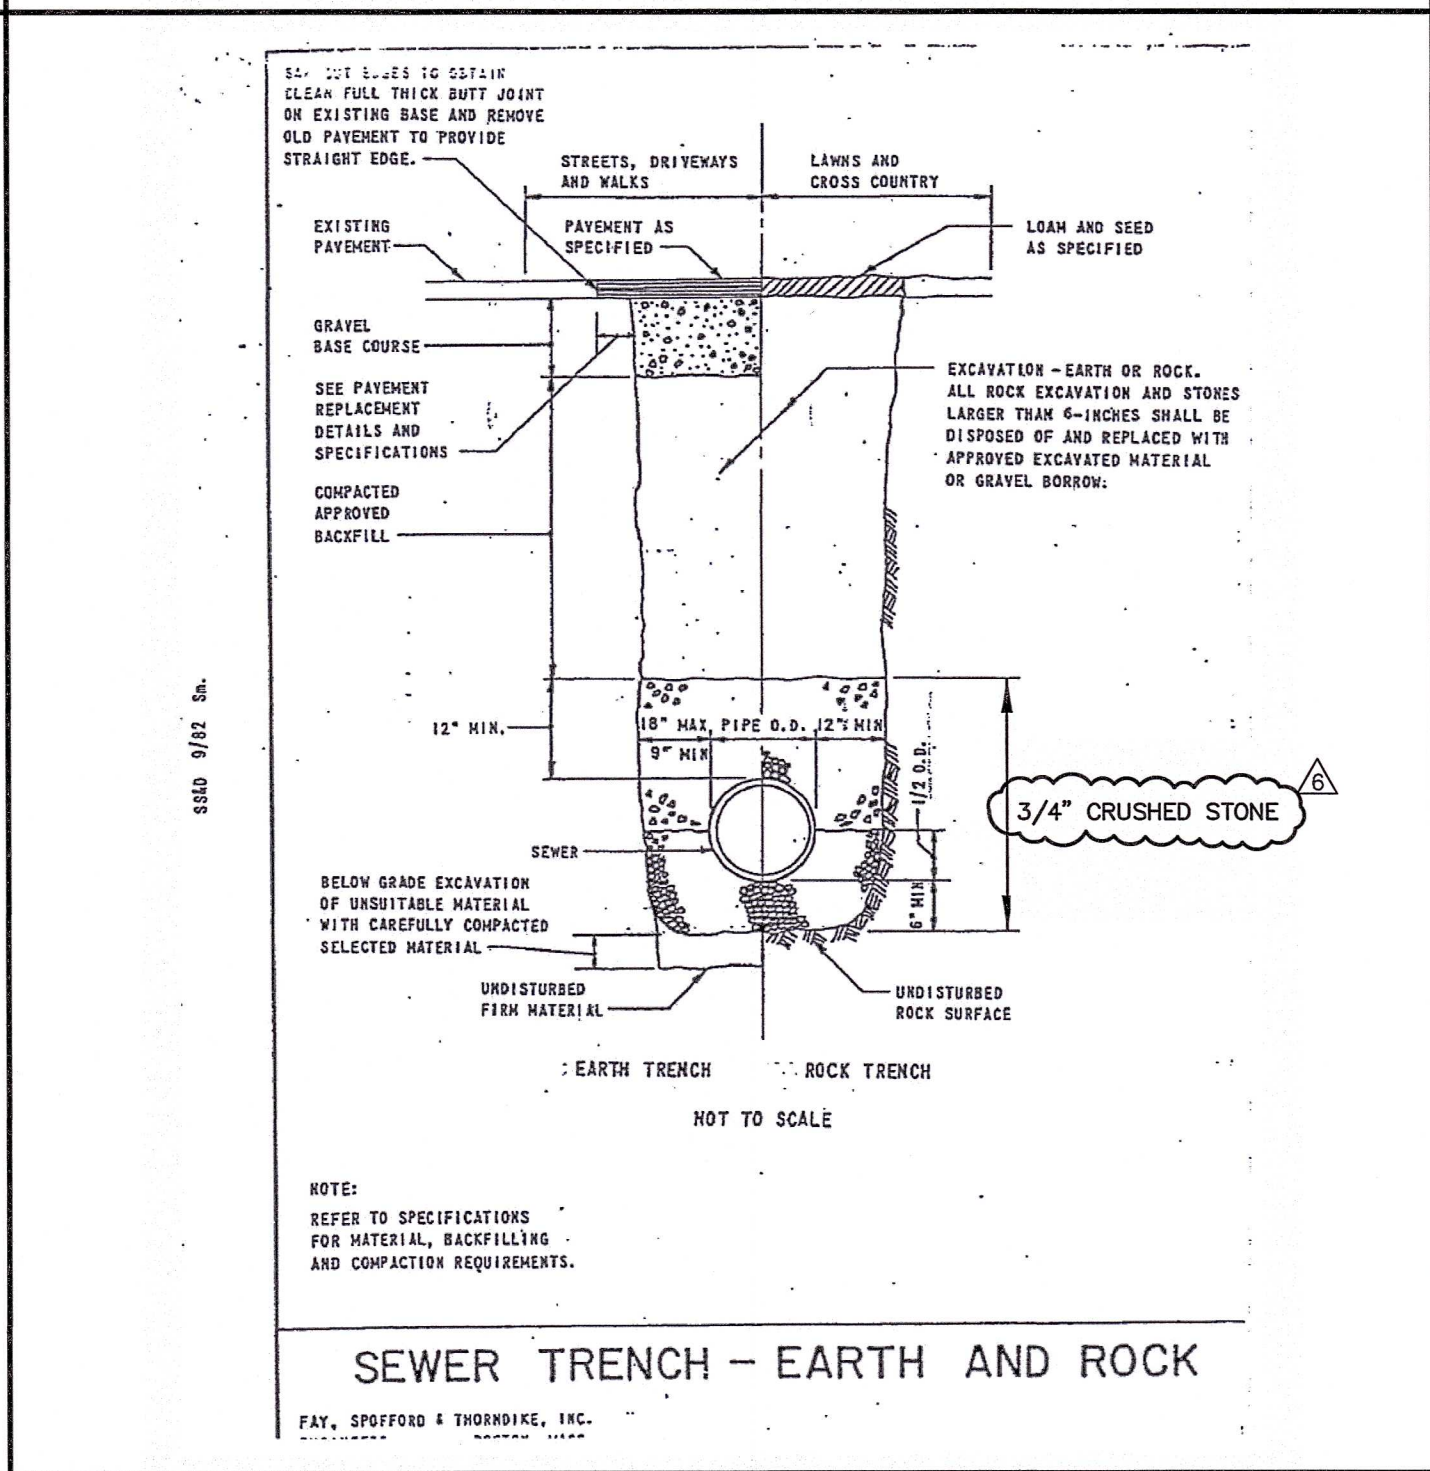 CLEAN FULL THICK BUTT JOINT
ON EXISTING BASE AND REMOVE
OLD PAVEMENT TO PROVIDE
STRAIGHT EDGE.
STREETS, DRIVEWAYS
AND WALKS
LAWNS AND
CROSS COUNTRY
EXISTING
PAVEMENT
PAVEMENT AS
SPECIFIED
LOAM AND SEED
AS SPECIFIED
GRAVEL
BASE COURSE
SEE PAVEMENT
REPLACEMENT
DETAILS AND
SPECIFICATIONS
EXCAVATION - EARTH OR ROCK.
ALL ROCK EXCAVATION AND STONES
LARGER THAN 6-INCHES SHALL BE
DISPOSED OF AND REPLACED WITH
APPROVED EXCAVATED MATERIAL
OR GRAVEL BORROW.
COMPACTED
APPROVED
BACKFILL
SS&D 9/82 Sm.
12" MIN.
18" MAX. PIPE O.D. 12" MIN
9" MIN
1/2 O.D.
6
3/4" CRUSHED STONE
SEWER
6" MIN
BELOW GRADE EXCAVATION
OF UNSUITABLE MATERIAL
WITH CAREFULLY COMPACTED
SELECTED MATERIAL
UNDISTURBED
FIRM MATERIAL
UNDISTURBED
ROCK SURFACE
EARTH TRENCH
ROCK TRENCH
NOT TO SCALE
NOTE:
REFER TO SPECIFICATIONS
FOR MATERIAL, BACKFILLING
AND COMPACTION REQUIREMENTS.
SEWER TRENCH - EARTH AND ROCK
FAY, SPOFFORD & THORNDIKE, INC.